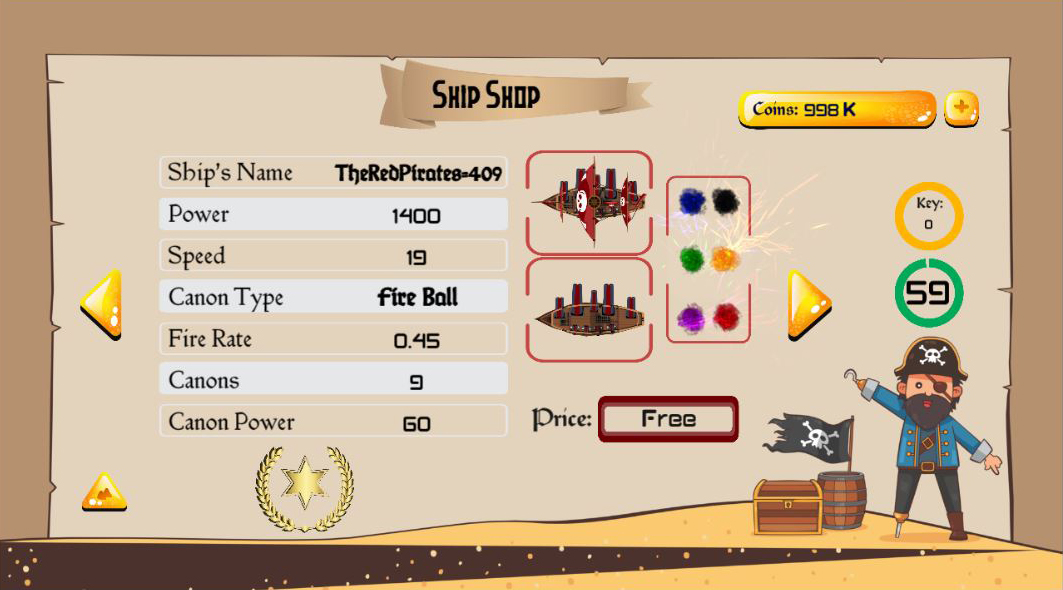 Ship Shop
Coins: 998 K
Ship's Name TheRedPirates=409
Power 1400
Speed 19
Canon Type Fire Ball
Fire Rate 0.45
Canons 9
Canon Power 60
Price: Free
Key:
0
59